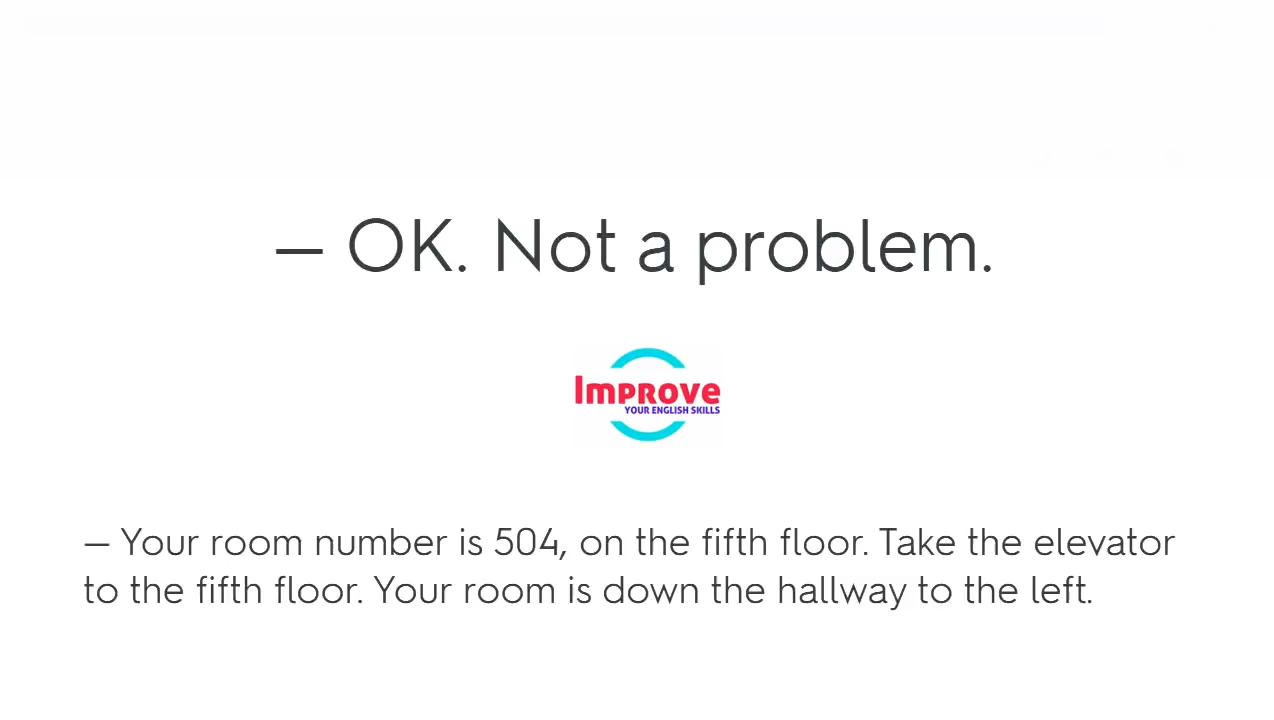 — OK. Not a problem.
Improve
YOUR ENGLISH SKILLS
— Your room number is 504, on the fifth floor. Take the elevator
to the fifth floor. Your room is down the hallway to the left.